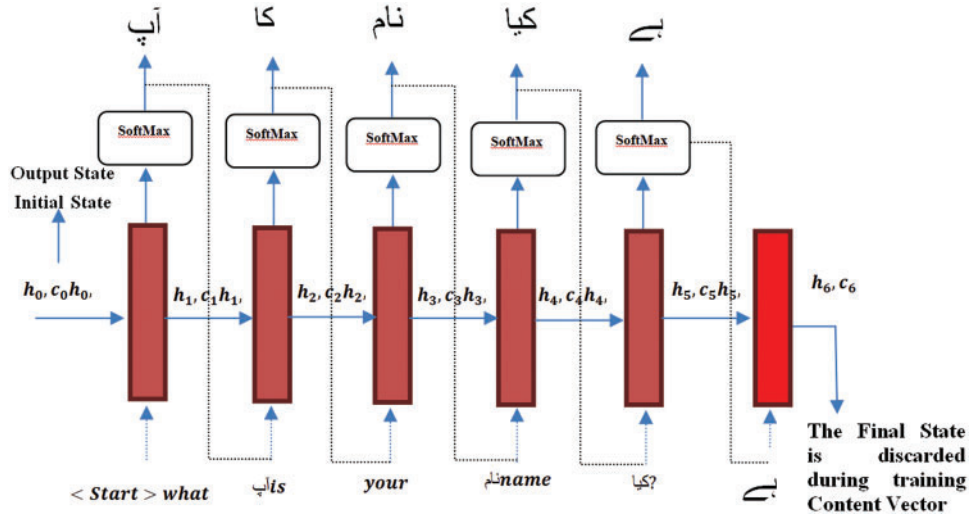 آپ
کا
نام
کیا
ہے
SoftMax
SoftMax
SoftMax
SoftMax
SoftMax
Output State
Initial State
h₀, c₀h₀,
h₁, c₁h₁,
h₂, c₂h₂,
h₃, c₃h₃,
h₄, c₄h₄,
h₅, c₅h₅,
h₆, c₆
< Start > what
آپis
your
نامname
کیا?
ہے
The Final State
is discarded
during training
Content Vector